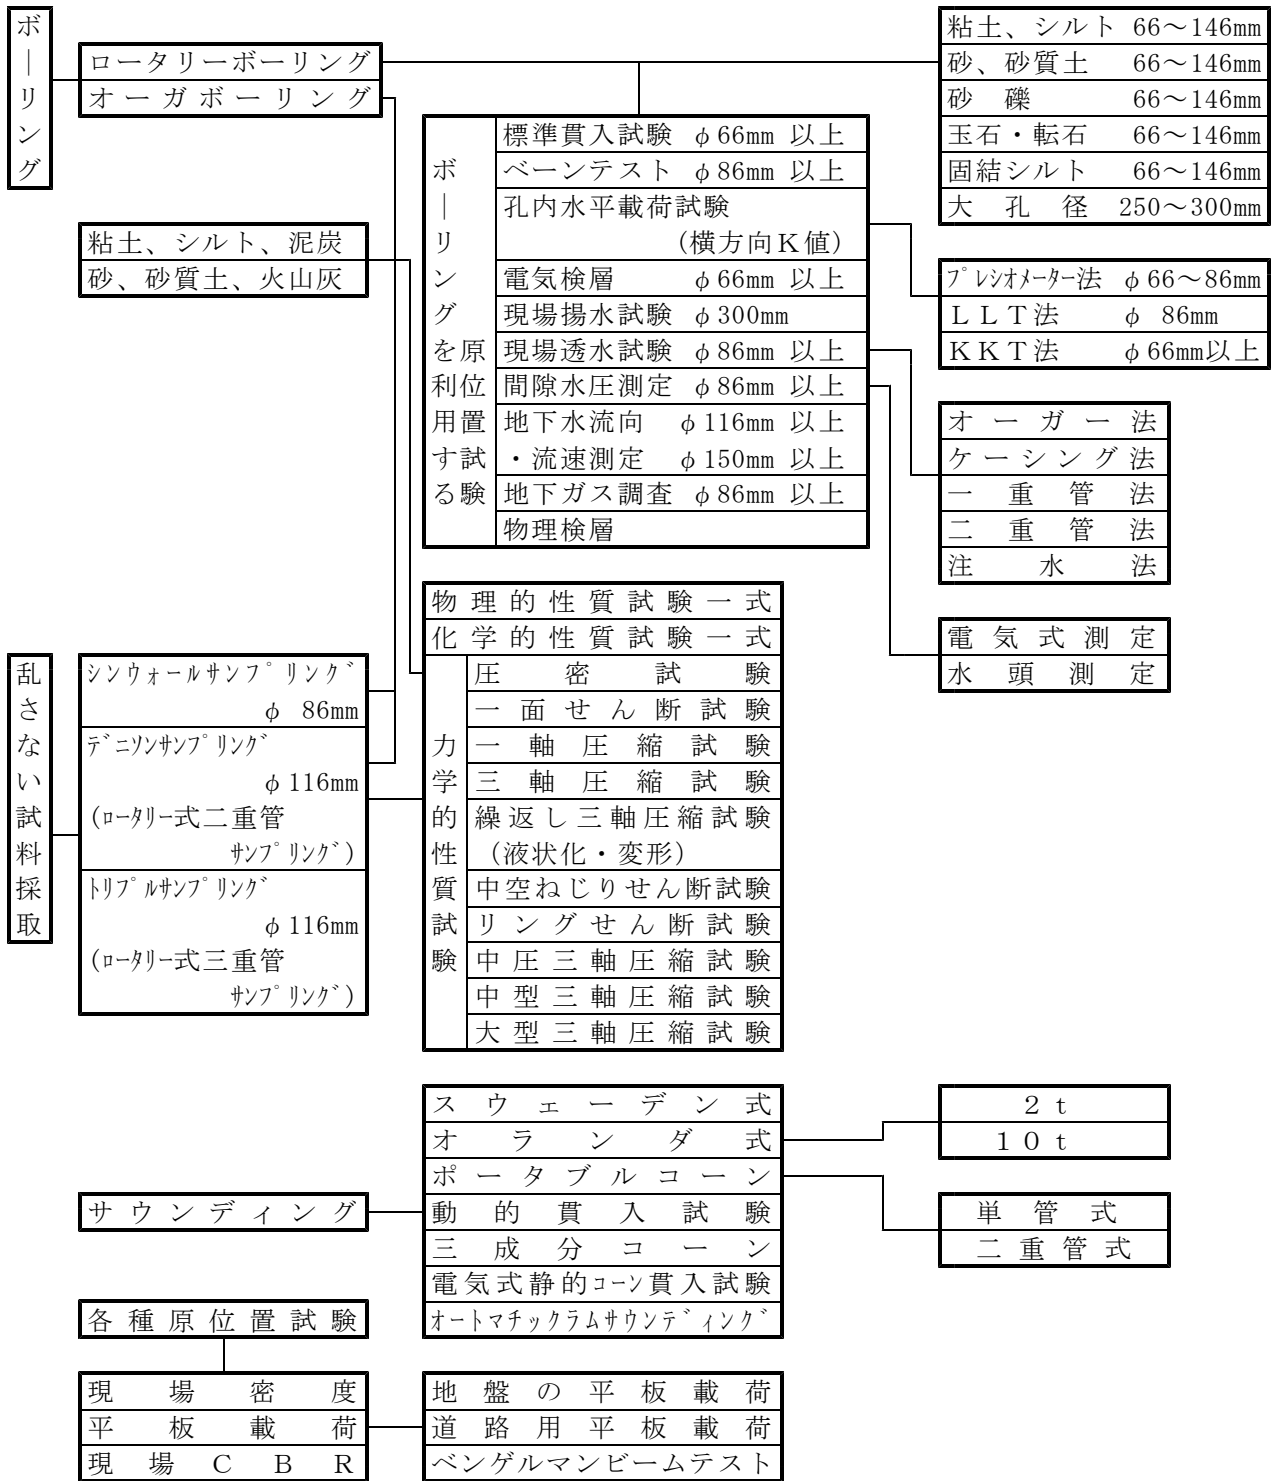 ボーリング
ロータリーボーリング
オーガボーリング
粘土、シルト 66～146mm
砂、砂質土 66～146mm
砂礫 66～146mm
玉石・転石 66～146mm
固結シルト 66～146mm
大孔径 250～300mm
ボーリングを利用する
原位置試験
標準貫入試験 φ66mm 以上
ベーンテスト φ86mm 以上
孔内水平載荷試験
(横方向Ｋ値)
電気検層 φ66mm 以上
現場揚水試験 φ300mm
現場透水試験 φ86mm 以上
間隙水圧測定 φ86mm 以上
地下水流向 φ116mm 以上
・流速測定 φ150mm 以上
地下ガス調査 φ86mm 以上
物理検層
粘土、シルト、泥炭
砂、砂質土、火山灰
ﾌﾟﾚｼｵﾒｰﾀｰ法 φ66～86mm
ＬＬＴ法 φ 86mm
ＫＫＴ法 φ66mm以上
オーガー法
ケーシング法
一重管法
二重管法
注水法
電気式測定
水頭測定
乱さない試料採取
ｼﾝｳｫｰﾙｻﾝﾌﾟﾘﾝｸﾞ
φ 86mm
ﾃﾞﾆｿﾝｻﾝﾌﾟﾘﾝｸﾞ
φ116mm
(ﾛｰﾀﾘｰ式二重管
ｻﾝﾌﾟﾘﾝｸﾞ)
ﾄﾘﾌﾟﾙｻﾝﾌﾟﾘﾝｸﾞ
φ116mm
(ﾛｰﾀﾘｰ式三重管
ｻﾝﾌﾟﾘﾝｸﾞ)
物理的性質試験一式
化学的性質試験一式
力学的性質試験
圧密試験
一面せん断試験
一軸圧縮試験
三軸圧縮試験
繰返し三軸圧縮試験
(液状化・変形)
中空ねじりせん断試験
リングせん断試験
中圧三軸圧縮試験
中型三軸圧縮試験
大型三軸圧縮試験
サウンディング
スウェーデン式
オランダ式
ポータブルコーン
動的貫入試験
三成分コーン
電気式静的ｺｰﾝ貫入試験
ｵｰﾄﾏﾁｯｸﾗﾑｻｳﾝﾃﾞｨﾝｸﾞ
２ｔ
１０ｔ
単管式
二重管式
各種原位置試験
現場密度
平板載荷
現場ＣＢＲ
地盤の平板載荷
道路用平板載荷
ベンゲルマンビームテスト